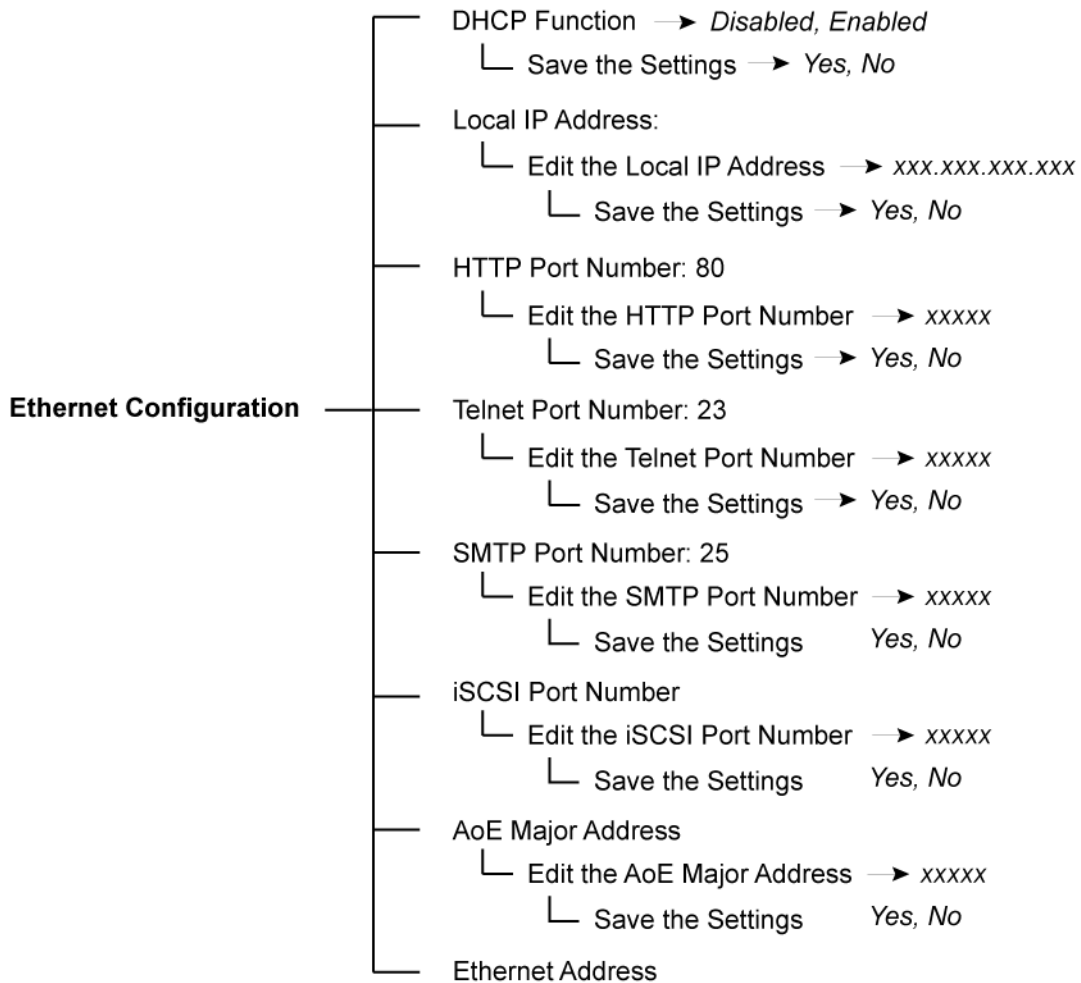 DHCP Function → Disabled, Enabled
Save the Settings → Yes, No
Local IP Address:
Edit the Local IP Address → xxx.xxx.xxx.xxx
Save the Settings → Yes, No
HTTP Port Number: 80
Edit the HTTP Port Number → xxxxx
Save the Settings → Yes, No
Ethernet Configuration
Telnet Port Number: 23
Edit the Telnet Port Number → xxxxx
Save the Settings → Yes, No
SMTP Port Number: 25
Edit the SMTP Port Number → xxxxx
Save the Settings Yes, No
iSCSI Port Number
Edit the iSCSI Port Number → xxxxx
Save the Settings Yes, No
AoE Major Address
Edit the AoE Major Address → xxxxx
Save the Settings Yes, No
Ethernet Address